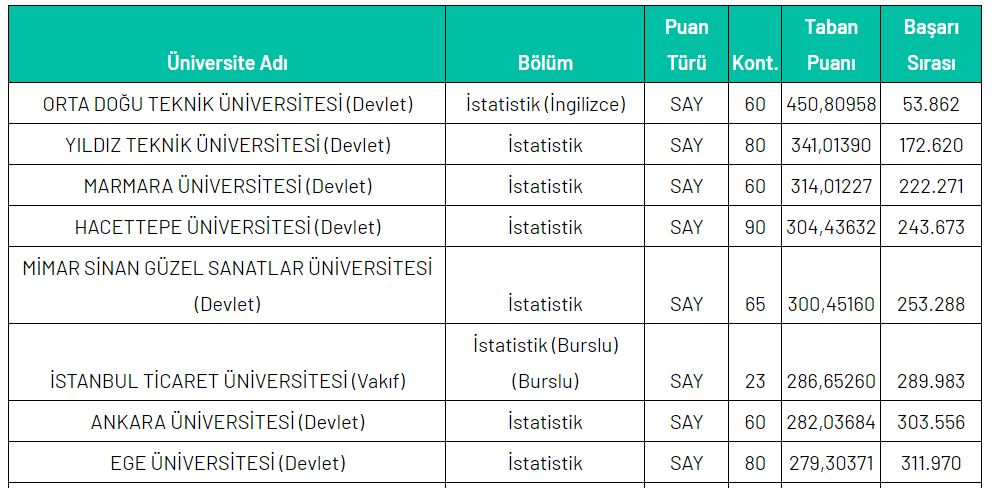 Üniversite Adı Bölüm Puan Türü Kont. Taban Puanı Başarı Sırası
ORTA DOĞU TEKNİK ÜNİVERSİTESİ (Devlet) İstatistik (İngilizce) SAY 60 450,80958 53.862
YILDIZ TEKNİK ÜNİVERSİTESİ (Devlet) İstatistik SAY 80 341,01390 172.620
MARMARA ÜNİVERSİTESİ (Devlet) İstatistik SAY 60 314,01227 222.271
HACETTEPE ÜNİVERSİTESİ (Devlet) İstatistik SAY 90 304,43632 243.673
MİMAR SİNAN GÜZEL SANATLAR ÜNİVERSİTESİ
(Devlet) İstatistik SAY 65 300,45160 253.288
İstatistik (Burslu)
İSTANBUL TİCARET ÜNİVERSİTESİ (Vakıf) (Burslu) SAY 23 286,65260 289.983
ANKARA ÜNİVERSİTESİ (Devlet) İstatistik SAY 60 282,03684 303.556
EGE ÜNİVERSİTESİ (Devlet) İstatistik SAY 80 279,30371 311.970